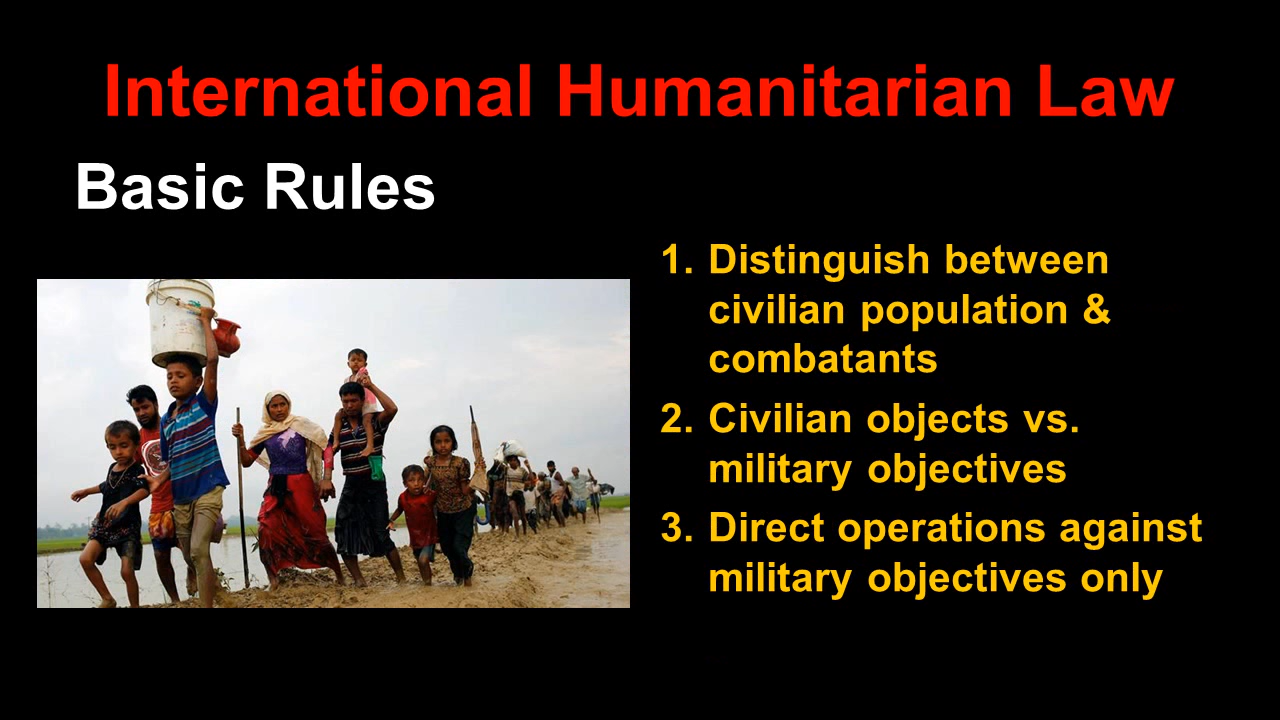 International Humanitarian Law
Basic Rules
1. Distinguish between
civilian population &
combatants
2. Civilian objects vs.
military objectives
3. Direct operations against
military objectives only